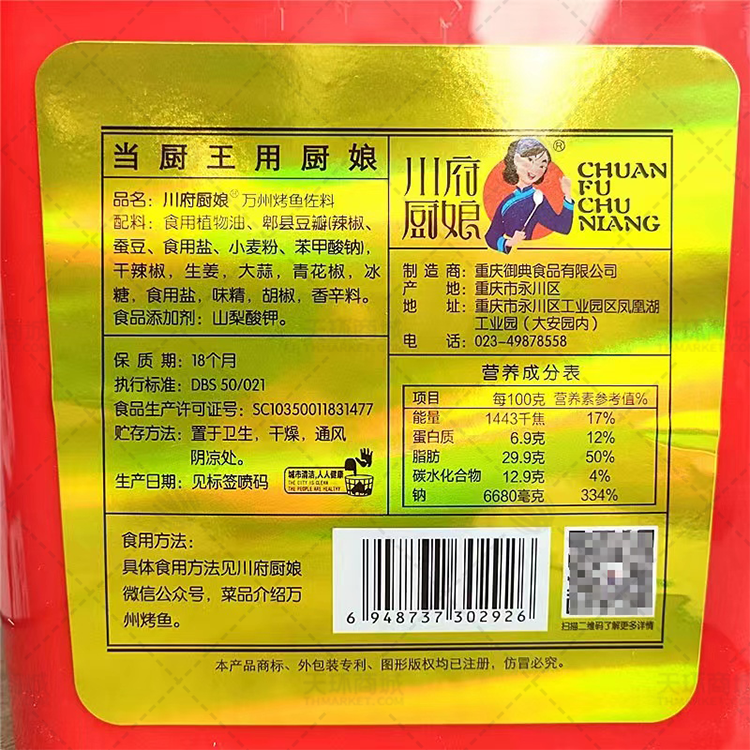 当厨王用厨娘
品名：川府厨娘®万州烤鱼佐料
配料：食用植物油、郫县豆瓣(辣椒、
蚕豆、食用盐、小麦粉、苯甲酸钠)，
干辣椒，生姜，大蒜，青花椒，冰
糖，食用盐，味精，胡椒，香辛料。
食品添加剂：山梨酸钾。
保质期：18个月
执行标准：DBS 50/021
食品生产许可证号：SC10350011831477
贮存方法：置于卫生，干燥，通风
阴凉处。
生产日期：见标签喷码
城市清洁,人人健康
THE CITY IS CLEAN
THE PEOPLE ARE HEALTHY
川府
厨娘
®
CHUAN
FU
CHU
NIANG
制造商：重庆御典食品有限公司
产地：重庆市永川区
地址：重庆市永川区工业园区凤凰湖
工业园（大安园内）
电话：023-49878558
营养成分表
项目 每100克 营养素参考值%
能量 1443千焦 17%
蛋白质 6.9克 12%
脂肪 29.9克 50%
碳水化合物 12.9克 4%
钠 6680毫克 334%
食用方法：
具体食用方法见川府厨娘
微信公众号，菜品介绍万
州烤鱼。
6 948737 302926
扫描二维码了解更多详情
本产品商标、外包装专利、图形版权均已注册，仿冒必究。
天环商城
THMARKET.COM